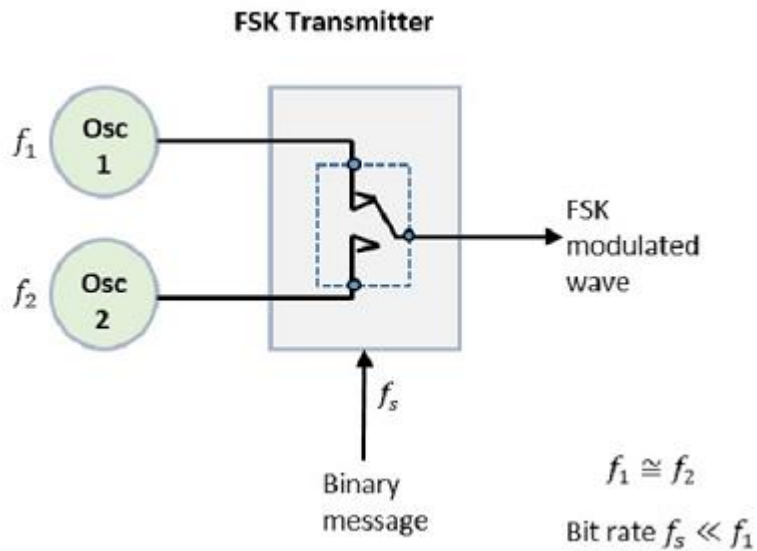 FSK Transmitter
f₁
Osc
1
f₂
Osc
2
FSK
modulated
wave
fₛ
Binary
message
f₁ ≅ f₂
Bit rate fₛ ≪ f₁